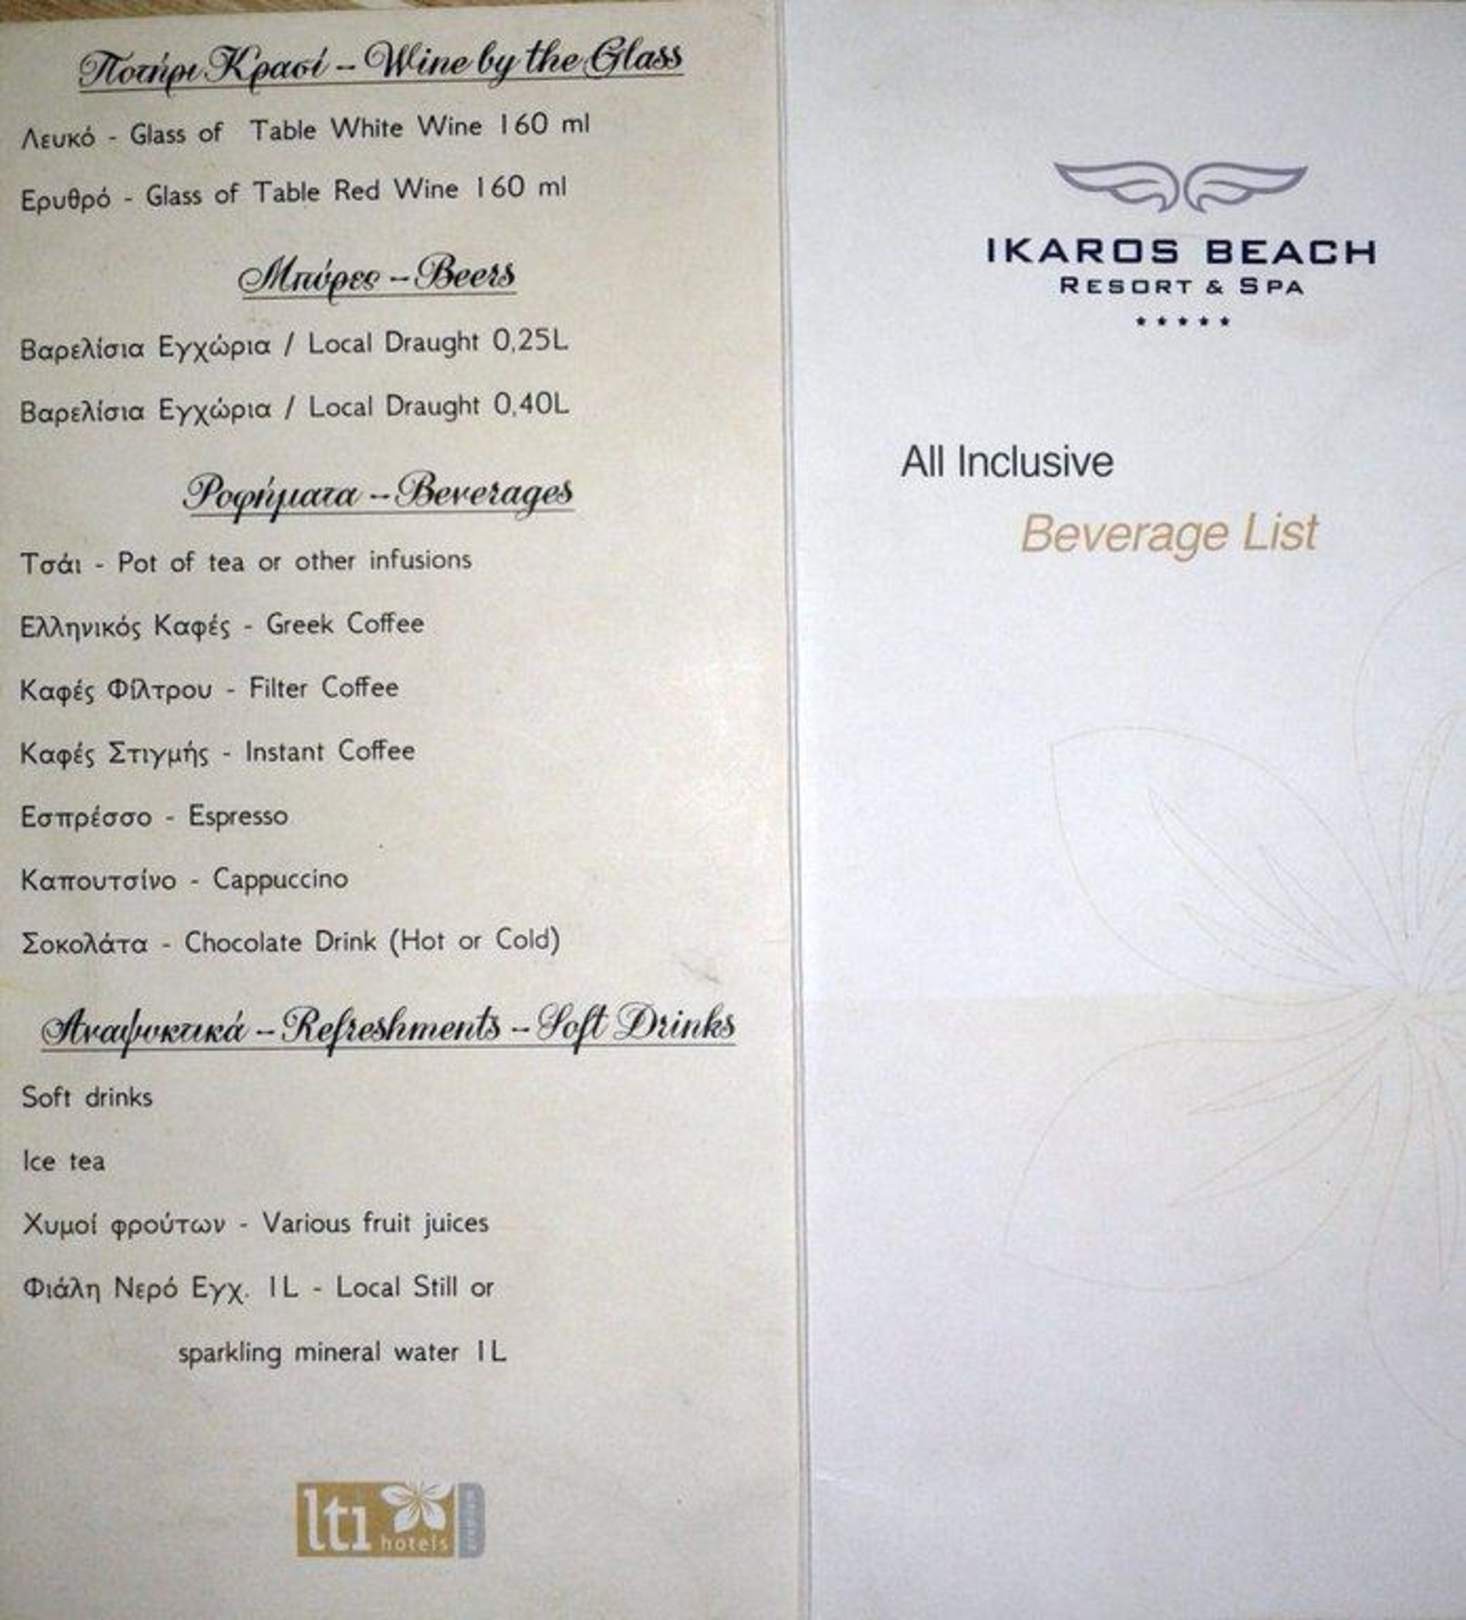 Ποτήρι Κρασί - Wine by the Glass
Λευκό - Glass of Table White Wine 160 ml
Ερυθρό - Glass of Table Red Wine 160 ml
Μπύρες - Beers
Βαρελίσια Εγχώρια / Local Draught 0,25L
Βαρελίσια Εγχώρια / Local Draught 0,40L
Ροφήματα - Beverages
Τσάι - Pot of tea or other infusions
Ελληνικός Καφές - Greek Coffee
Καφές Φίλτρου - Filter Coffee
Καφές Στιγμής - Instant Coffee
Εσπρέσσο - Espresso
Καπουτσίνο - Cappuccino
Σοκολάτα - Chocolate Drink (Hot or Cold)
Αναψυκτικά - Refreshments - Soft Drinks
Soft drinks
Ice tea
Χυμοί φρούτων - Various fruit juices
Φιάλη Νερό Εγχ. 1L - Local Still or
sparkling mineral water 1L
lti hotels
IKAROS BEACH
RESORT & SPA
All Inclusive
Beverage List